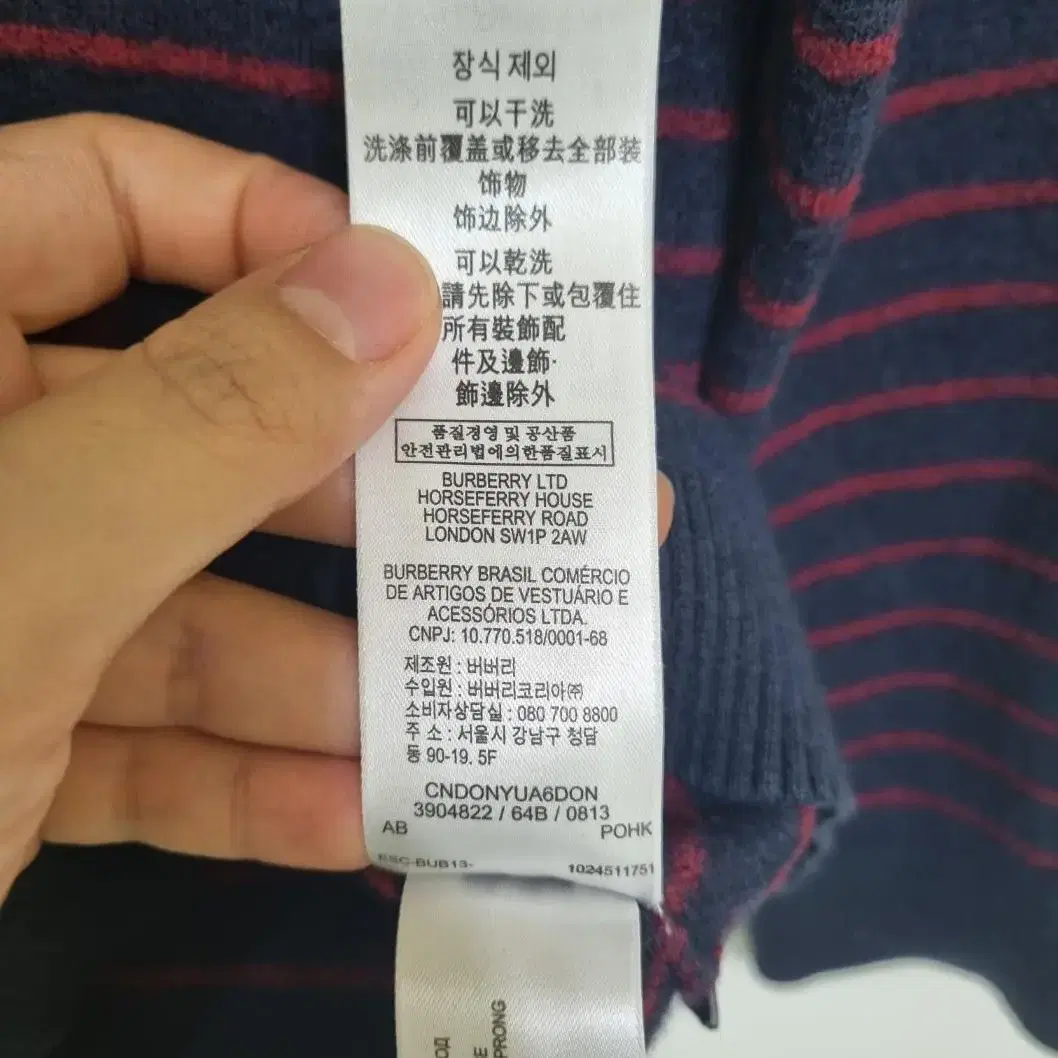 장식 제외
可以干洗
洗涤前覆盖或移去全部装
饰物
饰边除外
可以乾洗
請先除下或包覆住
所有裝飾配
件及邊飾·
飾邊除外
품질경영 및 공산품
안전관리법에의한품질표시
BURBERRY LTD
HORSEFERRY HOUSE
HORSEFERRY ROAD
LONDON SW1P 2AW
BURBERRY BRASIL COMÉRCIO
DE ARTIGOS DE VESTUÁRIO E
ACESSÓRIOS LTDA.
CNPJ: 10.770.518/0001-68
제조원 : 버버리
수입원 : 버버리코리아㈜
소비자상담실 : 080 700 8800
주 소 : 서울시 강남구 청담
동 90-19. 5F
CNDONYUA6DON
3904822 / 64B / 0813
AB POHK
ESC-BUB13- 1024511751